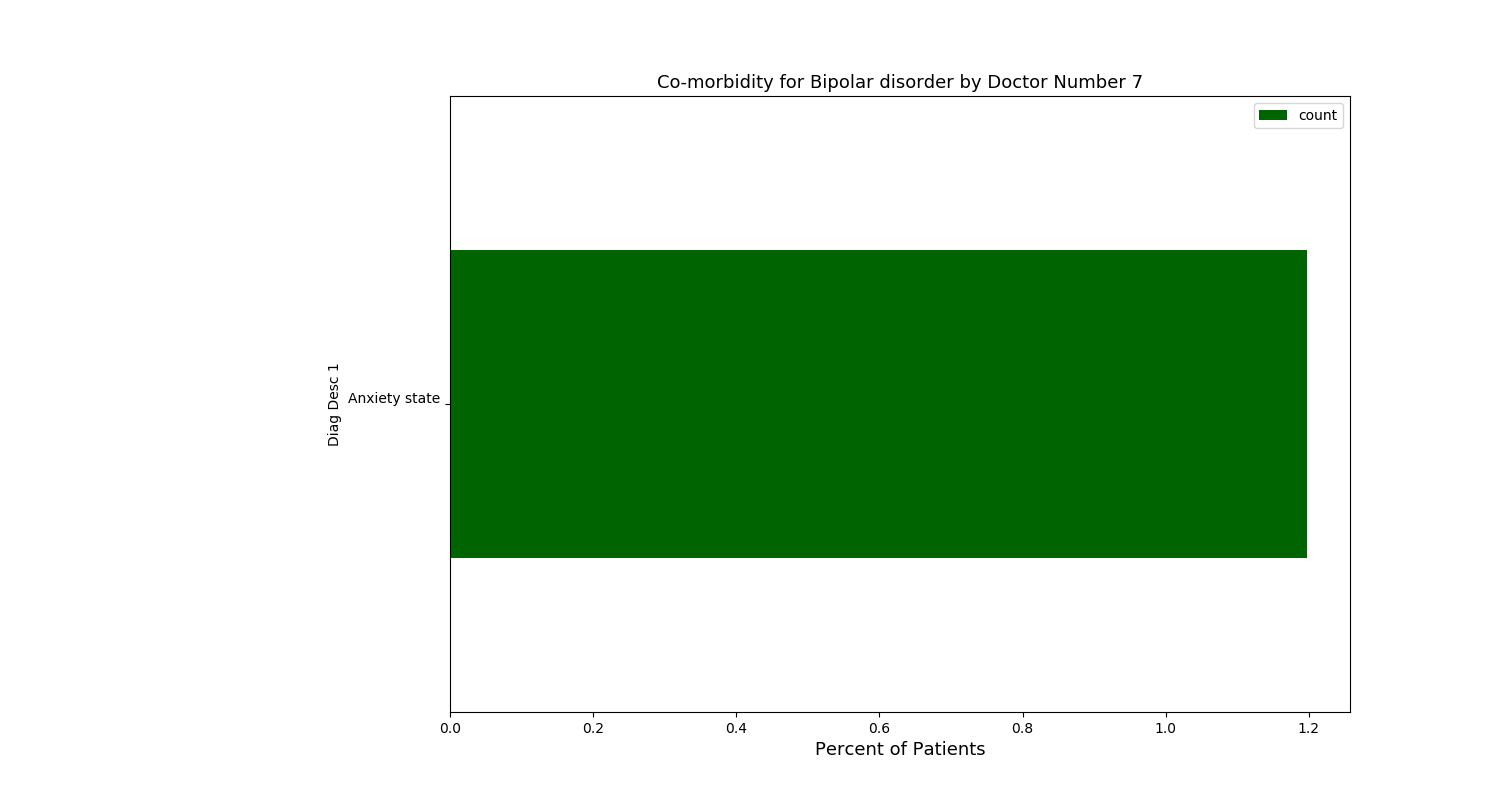 Co-morbidity for Bipolar disorder by Doctor Number 7
count
Diag Desc 1
Anxiety state
0.0 0.2 0.4 0.6 0.8 1.0 1.2
Percent of Patients